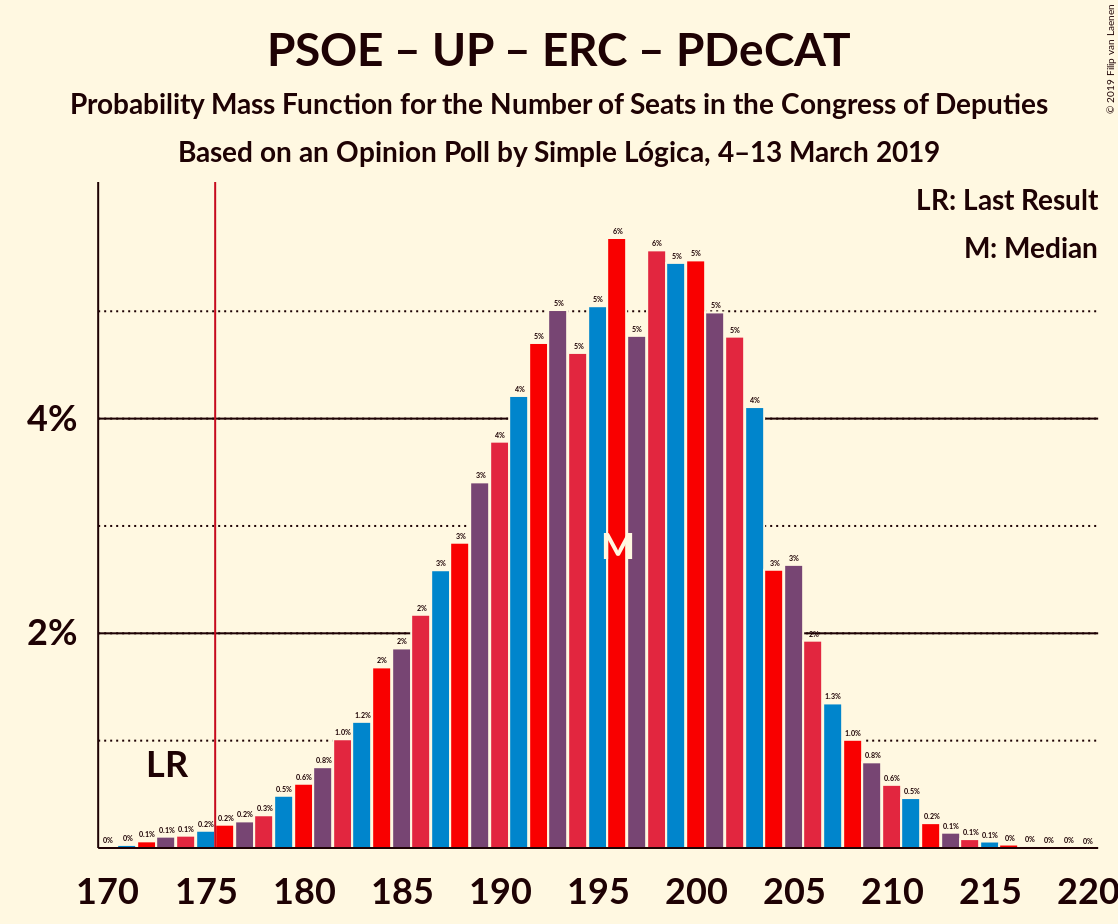 PSOE – UP – ERC – PDeCAT
Probability Mass Function for the Number of Seats in the Congress of Deputies
Based on an Opinion Poll by Simple Lógica, 4–13 March 2019
© 2019 Filip van Laenen
LR: Last Result
M: Median
4%
2%
LR
M
0% 0% 0.1% 0.1% 0.1% 0.2% 0.2% 0.2% 0.3% 0.5% 0.6% 0.8% 1.0% 1.2% 2% 2% 2% 3% 3% 3% 4% 4% 5% 5% 5% 5% 6% 5% 6% 5% 5% 5% 5% 4% 3% 3% 2% 1.3% 1.0% 0.8% 0.6% 0.5% 0.2% 0.1% 0.1% 0.1% 0% 0% 0% 0% 0%
170 175 180 185 190 195 200 205 210 215 220